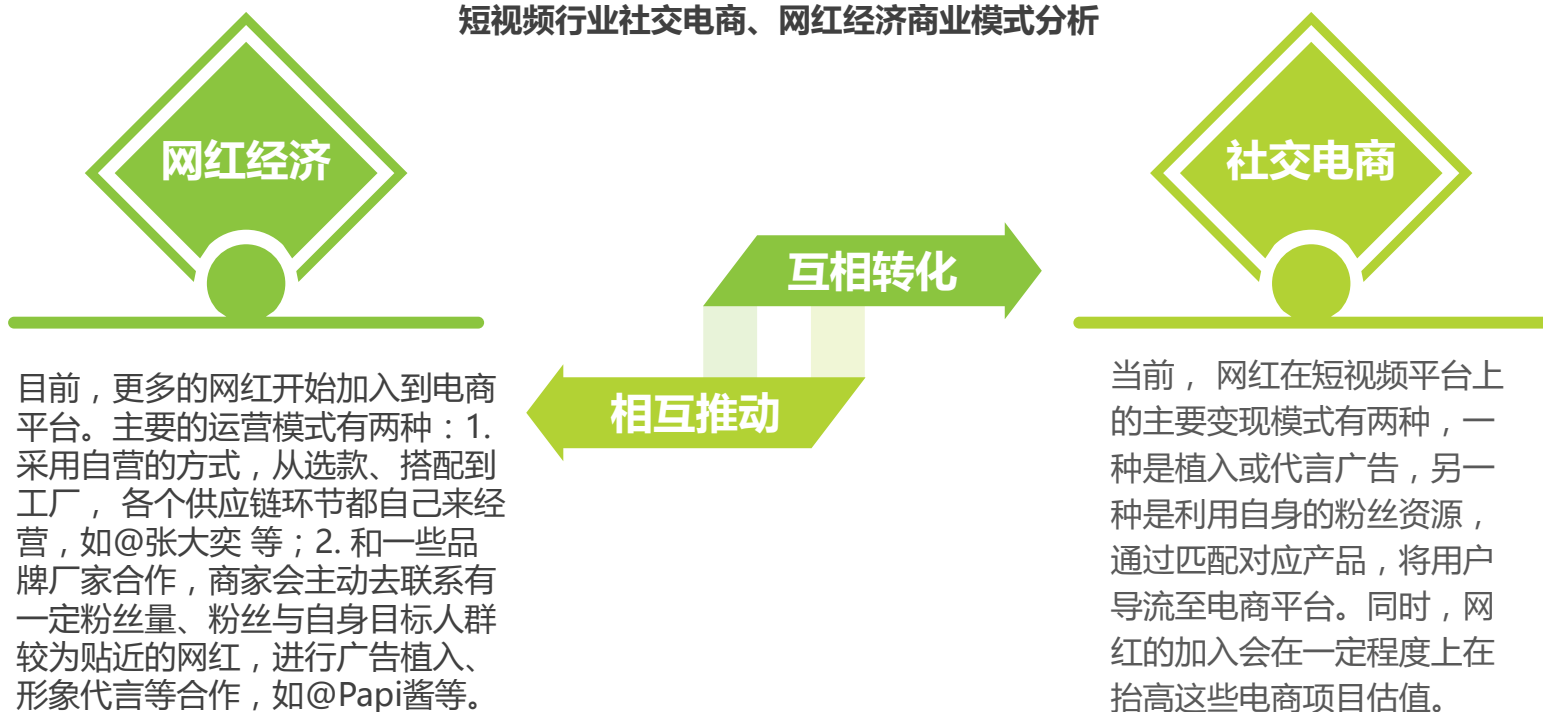 短视频行业社交电商、网红经济商业模式分析
网红经济
社交电商
互相转化
相互推动
目前，更多的网红开始加入到电商
平台。主要的运营模式有两种：1.
采用自营的方式，从选款、搭配到
工厂， 各个供应链环节都自己来经
营，如@张大奕 等；2. 和一些品
牌厂家合作，商家会主动去联系有
一定粉丝量、粉丝与自身目标人群
较为贴近的网红，进行广告植入、
形象代言等合作，如@Papi酱等。
当前， 网红在短视频平台上
的主要变现模式有两种，一
种是植入或代言广告，另一
种是利用自身的粉丝资源，
通过匹配对应产品，将用户
导流至电商平台。同时，网
红的加入会在一定程度上在
抬高这些电商项目估值。